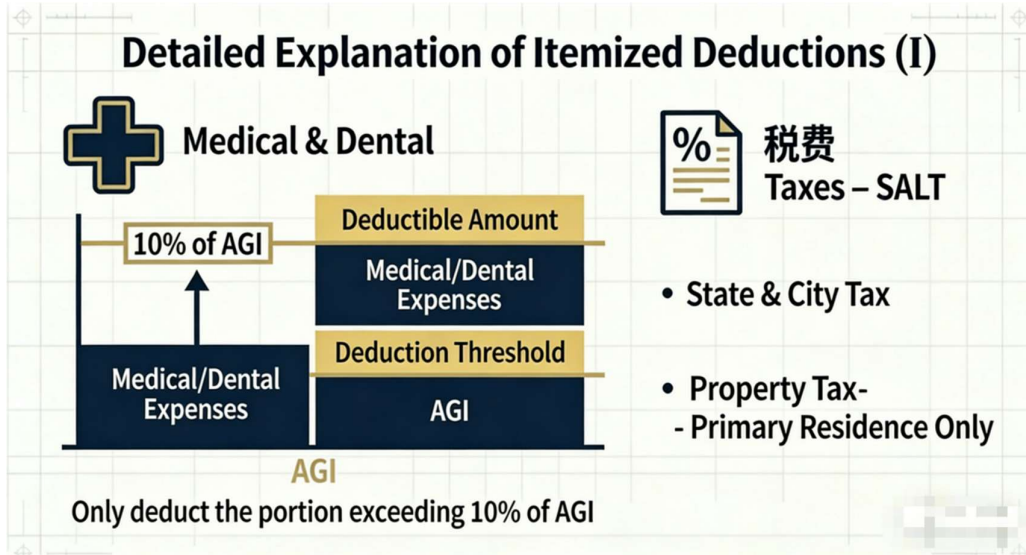 Detailed Explanation of Itemized Deductions (I)
Medical & Dental
10% of AGI
Medical/Dental
Expenses
Deductible Amount
Medical/Dental
Expenses
Deduction Threshold
AGI
AGI
Only deduct the portion exceeding 10% of AGI
%
税费
Taxes – SALT
• State & City Tax
• Property Tax-
- Primary Residence Only